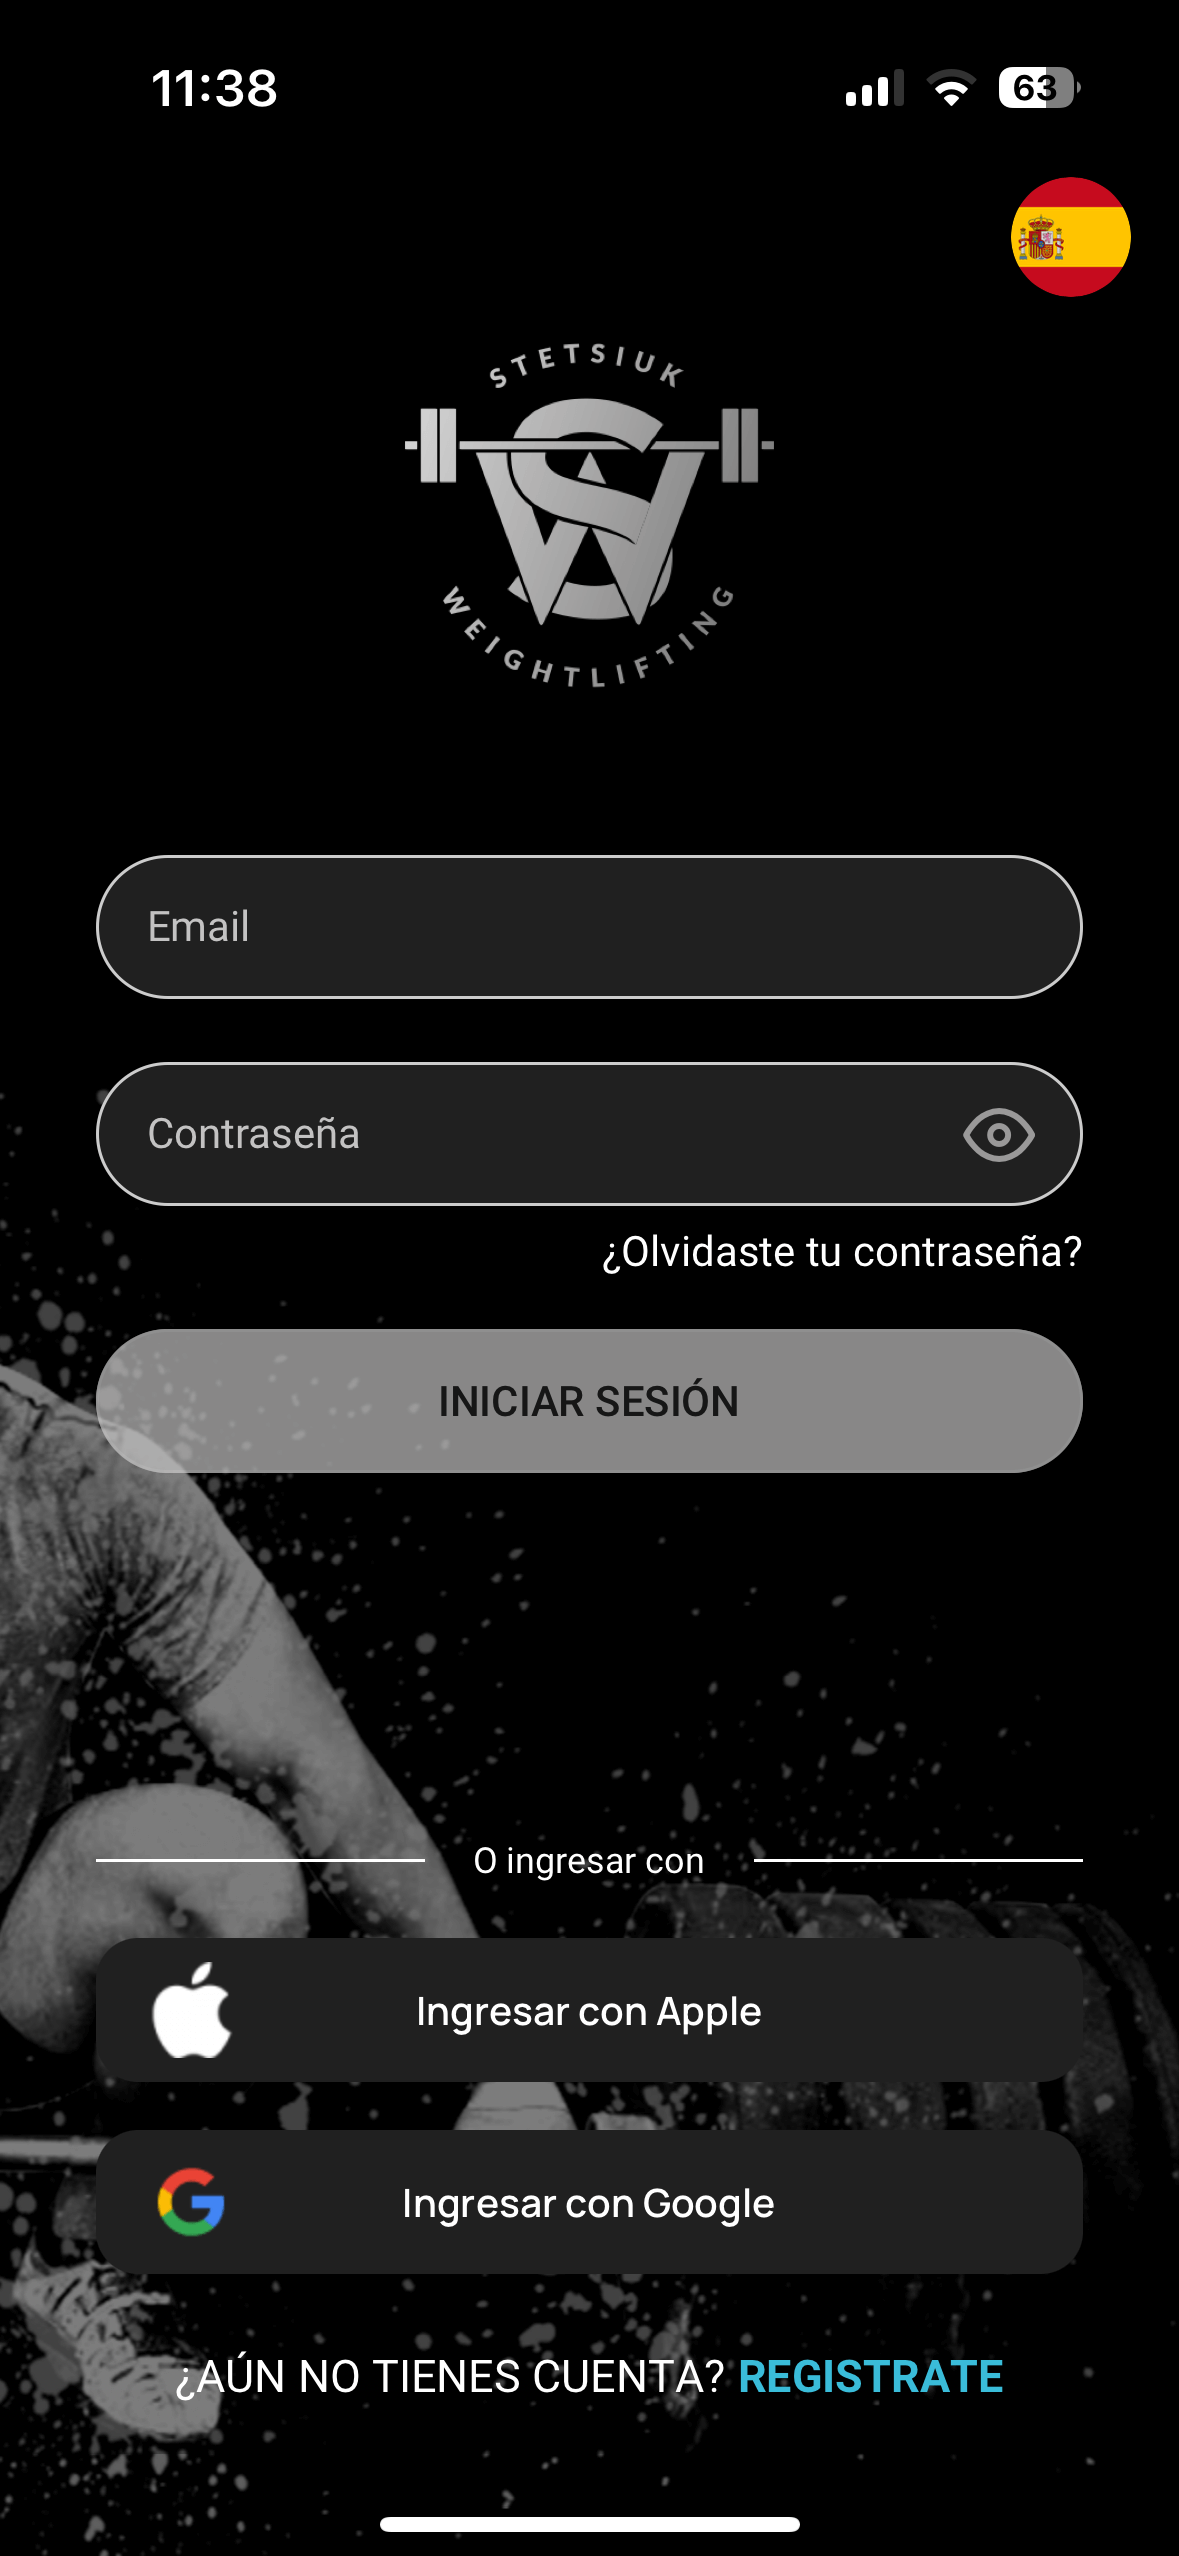 11:38
63
STETSIUK
SW
WEIGHTLIFTING
Email
Contraseña
¿Olvidaste tu contraseña?
INICIAR SESIÓN
O ingresar con
Ingresar con Apple
Ingresar con Google
¿AÚN NO TIENES CUENTA? REGISTRATE